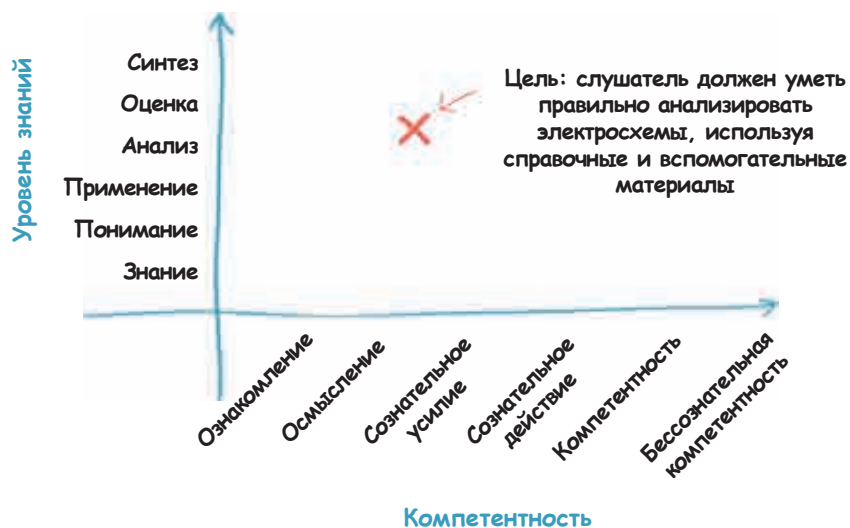 Уровень знаний
Синтез
Оценка
Анализ
Применение
Понимание
Знание
Цель: слушатель должен уметь
правильно анализировать
электросхемы, используя
справочные и вспомогательные
материалы
Ознакомление
Осмысление
Сознательное
усилие
Сознательное
действие
Компетентность
Бессознательная
компетентность
Компетентность